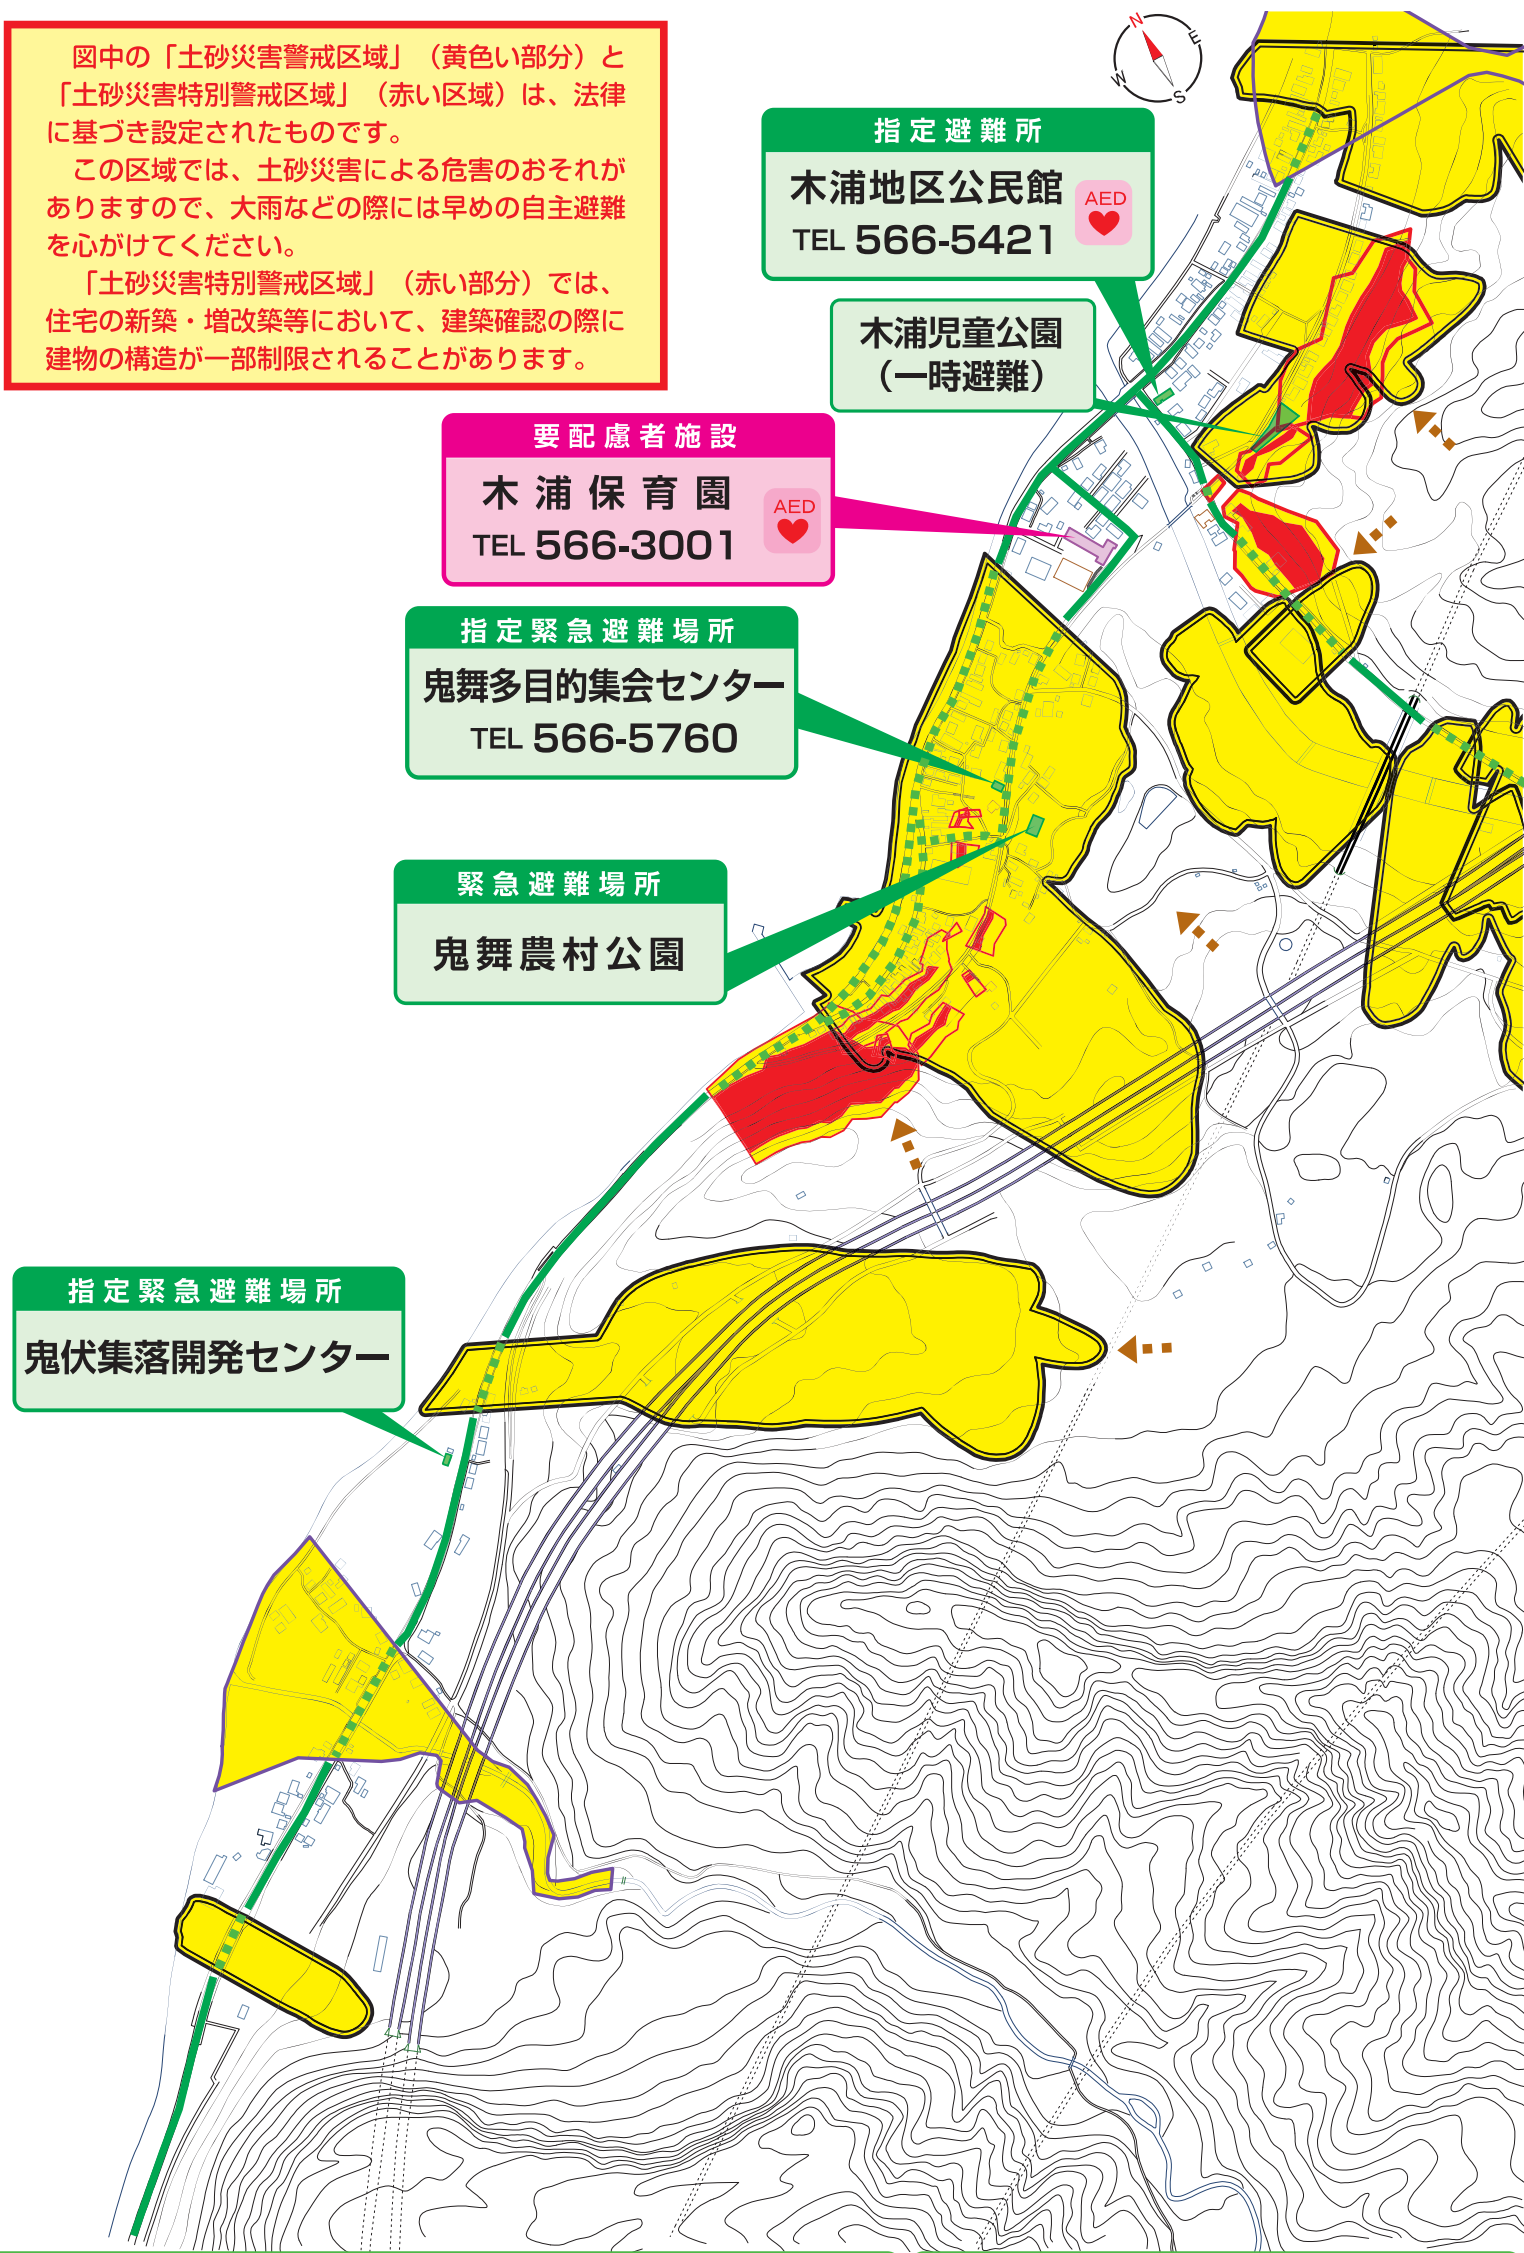 図中の「土砂災害警戒区域」（黄色い部分）と
「土砂災害特別警戒区域」（赤い区域）は、法律
に基づき設定されたものです。
この区域では、土砂災害による危害のおそれが
ありますので、大雨などの際には早めの自主避難
を心がけてください。
「土砂災害特別警戒区域」（赤い部分）では、
住宅の新築・増改築等において、建築確認の際に
建物の構造が一部制限されることがあります。
N
E
W
S
指定避難所
木浦地区公民館
AED
TEL 566-5421
木浦児童公園
（一時避難）
要配慮者施設
木浦保育園
AED
TEL 566-3001
指定緊急避難場所
鬼舞多目的集会センター
TEL 566-5760
緊急避難場所
鬼舞農村公園
指定緊急避難場所
鬼伏集落開発センター